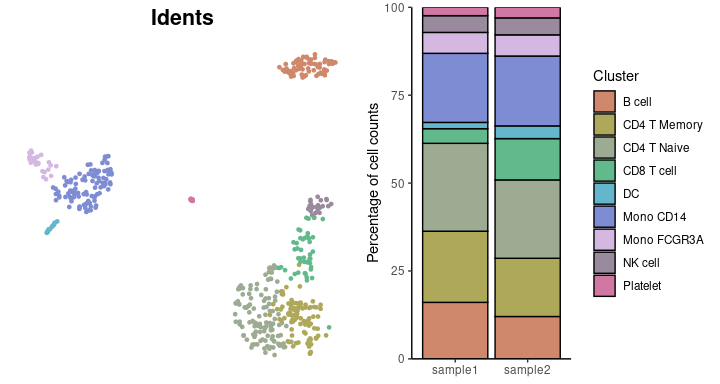 Idents
Percentage of cell counts
100
75
50
25
0
sample1
sample2
Cluster
B cell
CD4 T Memory
CD4 T Naive
CD8 T cell
DC
Mono CD14
Mono FCGR3A
NK cell
Platelet